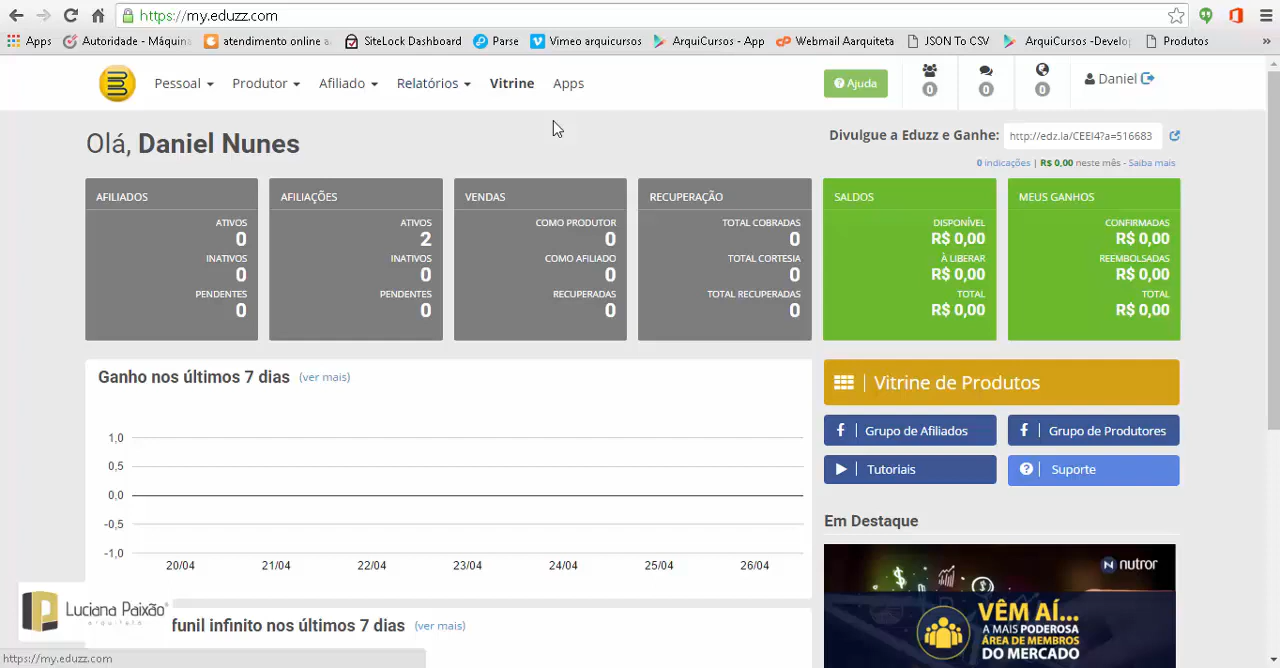 https://my.eduzz.com
Apps Autoridade - Máquin atendimento online a SiteLock Dashboard Parse Vimeo arquicursos ArquiCursos - App Webmail Aarquiteta JSON To CSV ArquiCursos -Develo Produtos »
Pessoal Produtor Afiliado Relatórios Vitrine Apps Ajuda 0 0 0 Daniel
Olá, Daniel Nunes
Divulgue a Eduzz e Ganhe: http://edz.la/CEEI4?a=516683
0 indicações | R$ 0,00 neste mês - Saiba mais
AFILIADOS
ATIVOS
0
INATIVOS
0
PENDENTES
0
AFILIAÇÕES
ATIVOS
2
INATIVOS
0
PENDENTES
0
VENDAS
COMO PRODUTOR
0
COMO AFILIADO
0
RECUPERADAS
0
RECUPERAÇÃO
TOTAL COBRADAS
0
TOTAL CORTESIA
0
TOTAL RECUPERADAS
0
SALDOS
DISPONÍVEL
R$ 0,00
À LIBERAR
R$ 0,00
TOTAL
R$ 0,00
MEUS GANHOS
CONFIRMADAS
R$ 0,00
REEMBOLSADAS
R$ 0,00
TOTAL
R$ 0,00
Ganho nos últimos 7 dias (ver mais)
1,0
0,5
0,0
-0,5
-1,0
20/04 21/04 22/04 23/04 24/04 25/04 26/04
Vitrine de Produtos
Grupo de Afiliados Grupo de Produtores
Tutoriais Suporte
Em Destaque
nutror
VÊM AÍ...
A MAIS PODEROSA
ÁREA DE MEMBROS
DO MERCADO
Luciana Paixão
arquiteta
funil infinito nos últimos 7 dias (ver mais)
https://my.eduzz.com